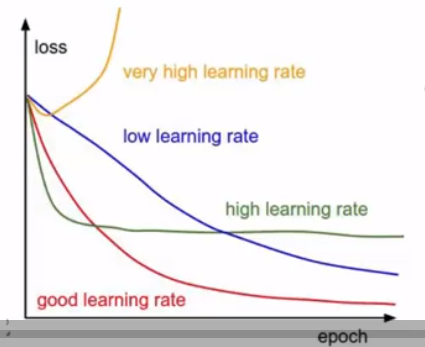 loss
very high learning rate
low learning rate
high learning rate
good learning rate
epoch